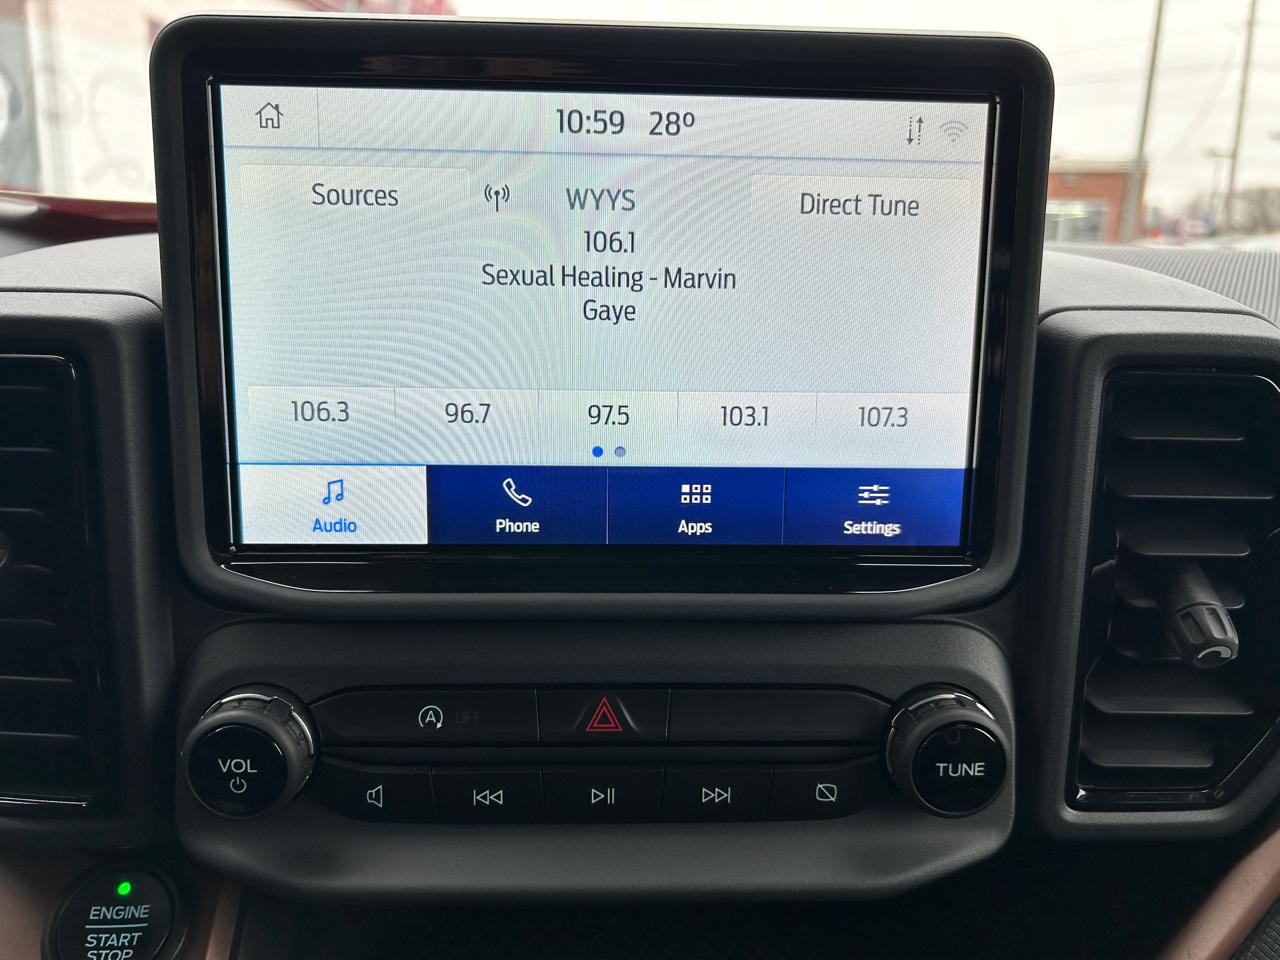 10:59 28°
Sources
WYYS
Direct Tune
106.1
Sexual Healing - Marvin
Gaye
106.3
96.7
97.5
103.1
107.3
Audio
Phone
Apps
Settings
A OFF
VOL
TUNE
ENGINE
START
STOP